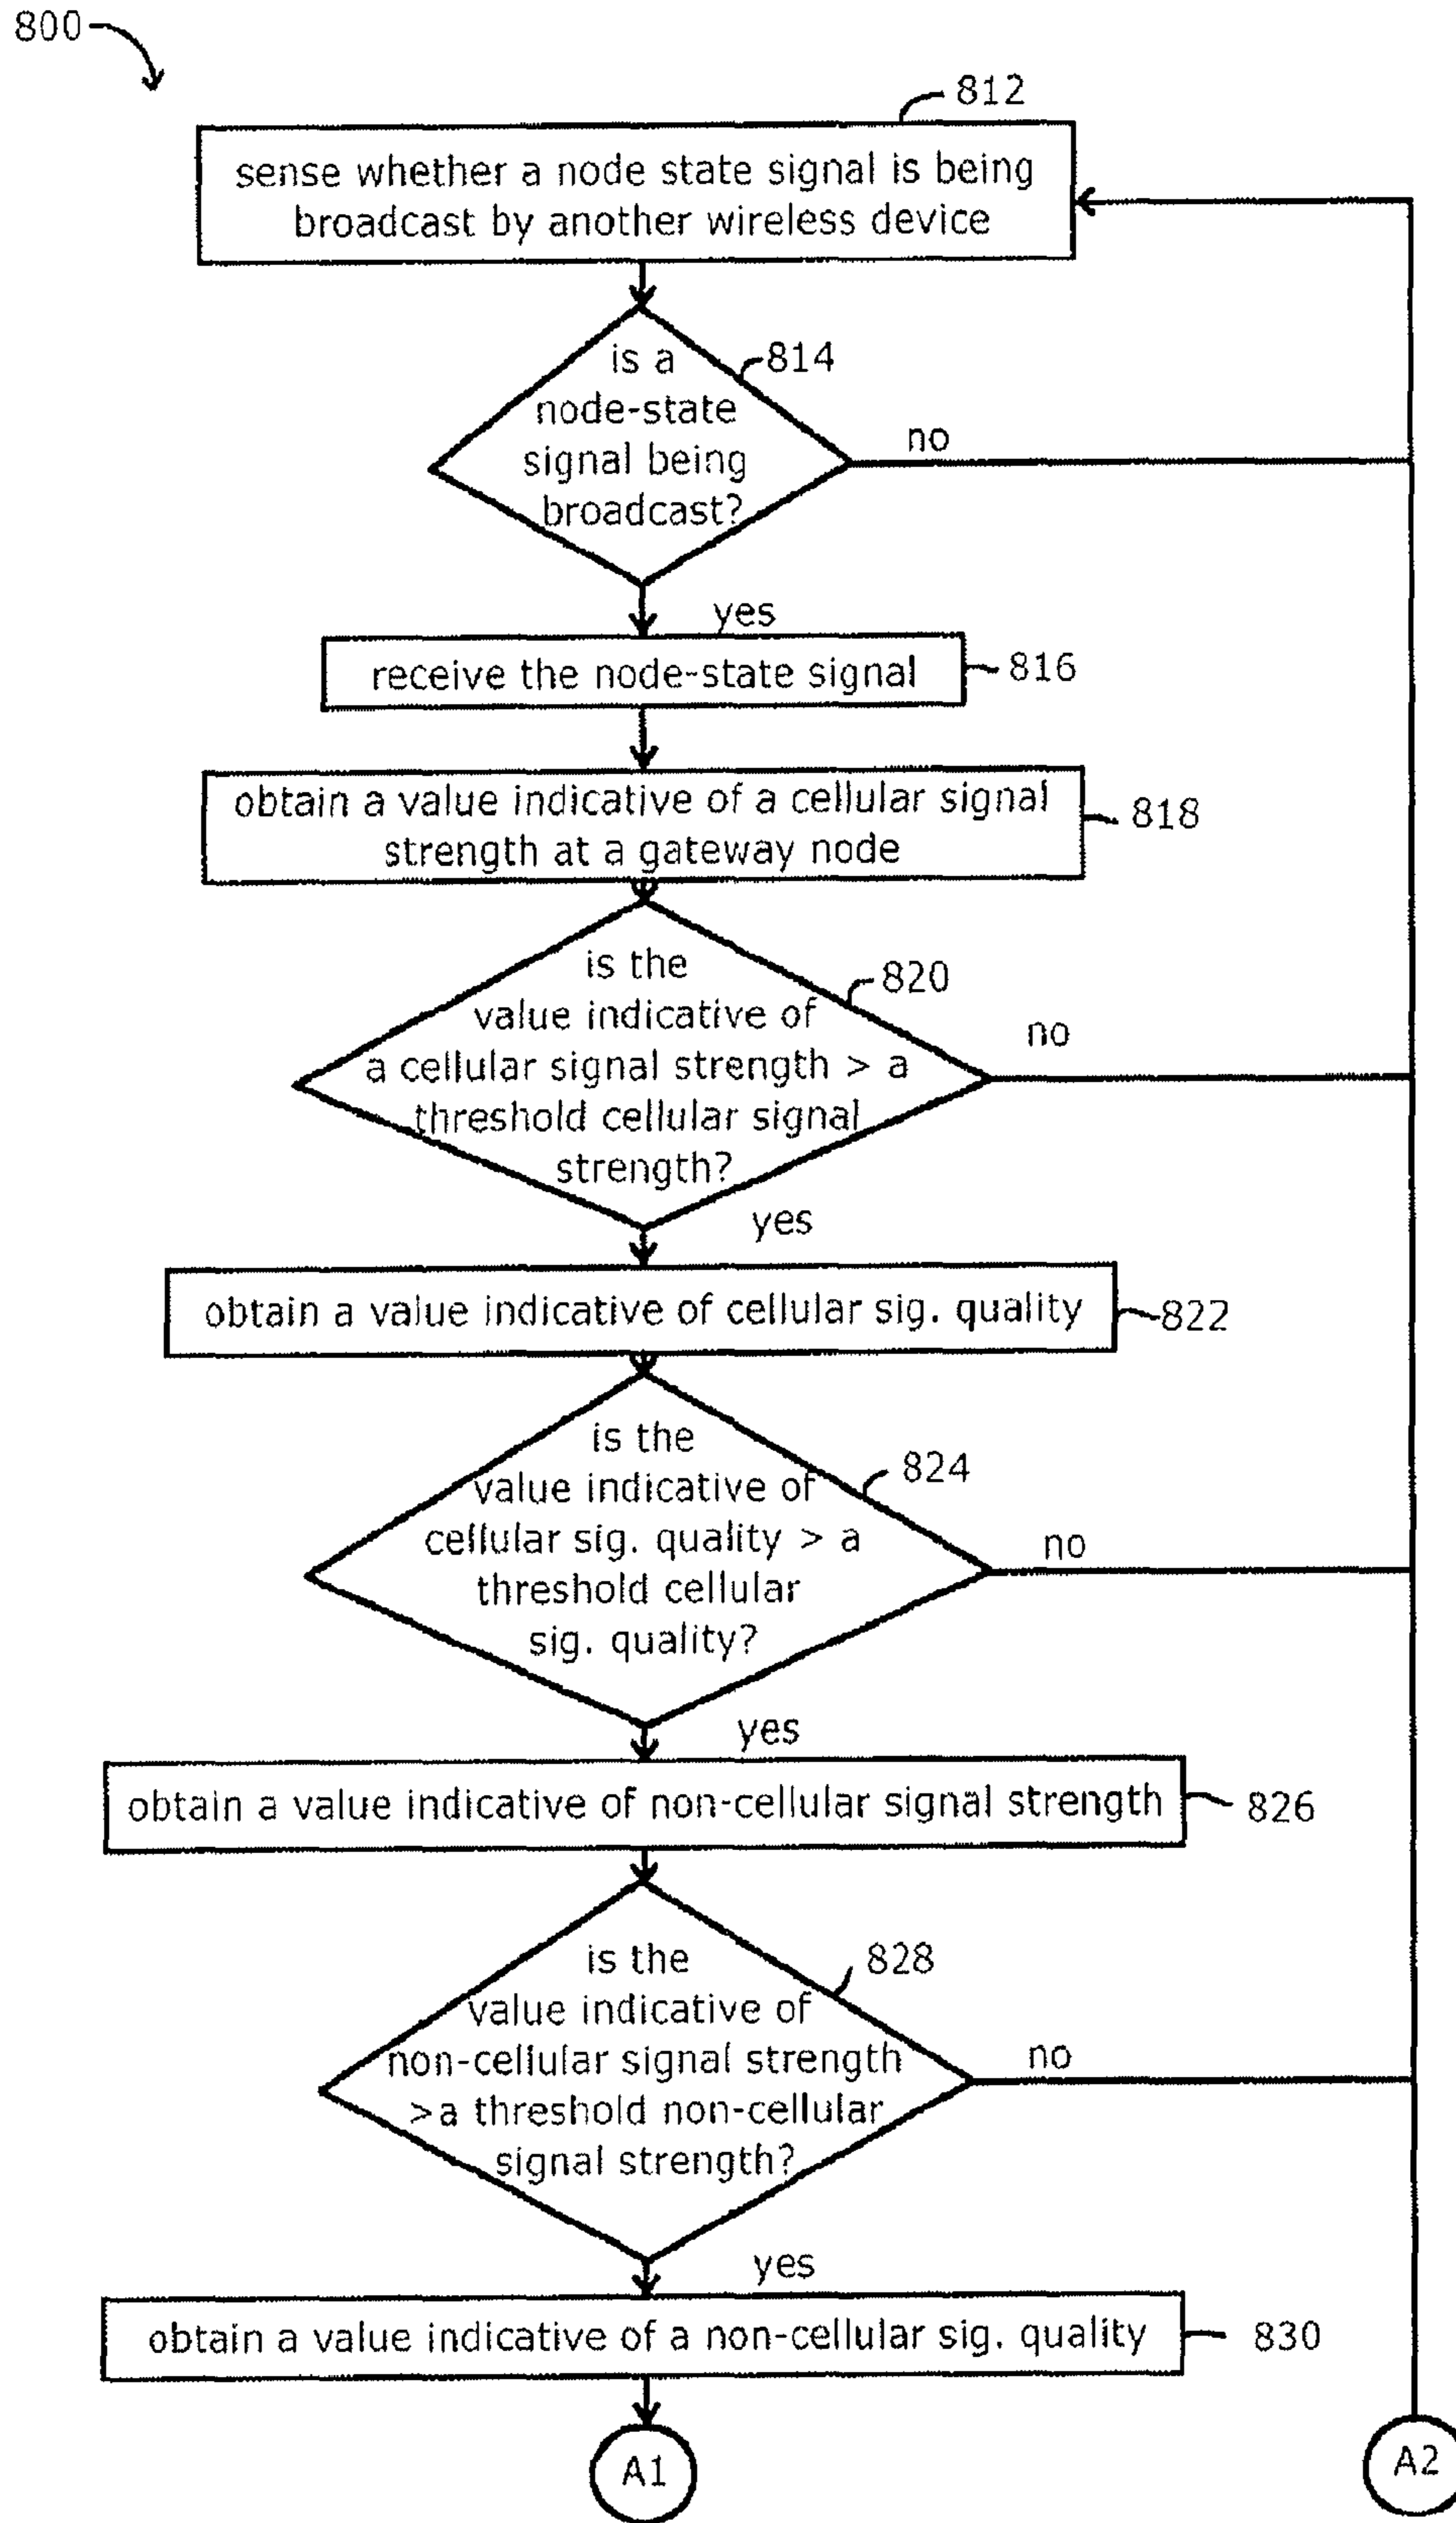 800
812
sense whether a node state signal is being
broadcast by another wireless device
814
is a
node-state
signal being
broadcast?
no
yes
receive the node-state signal
816
obtain a value indicative of a cellular signal
strength at a gateway node
818
820
is the
value indicative of
a cellular signal strength > a
threshold cellular signal
strength?
no
yes
obtain a value indicative of cellular sig. quality
822
824
is the
value indicative of
cellular sig. quality > a
threshold cellular
sig. quality?
no
yes
obtain a value indicative of non-cellular signal strength
826
828
is the
value indicative of
non-cellular signal strength
>a threshold non-cellular
signal strength?
no
yes
obtain a value indicative of a non-cellular sig. quality
830
A1
A2